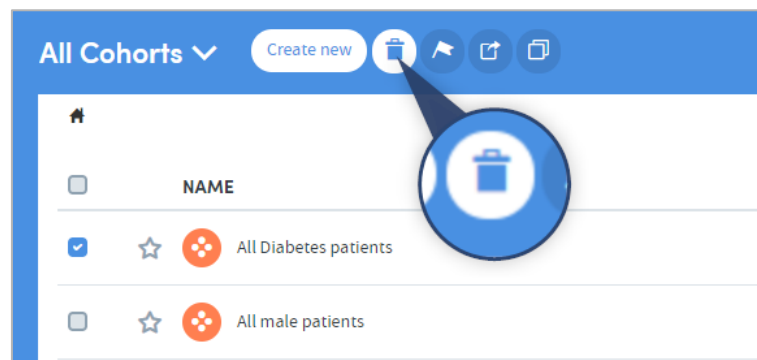 All Cohorts
Create new
NAME
All Diabetes patients
All male patients